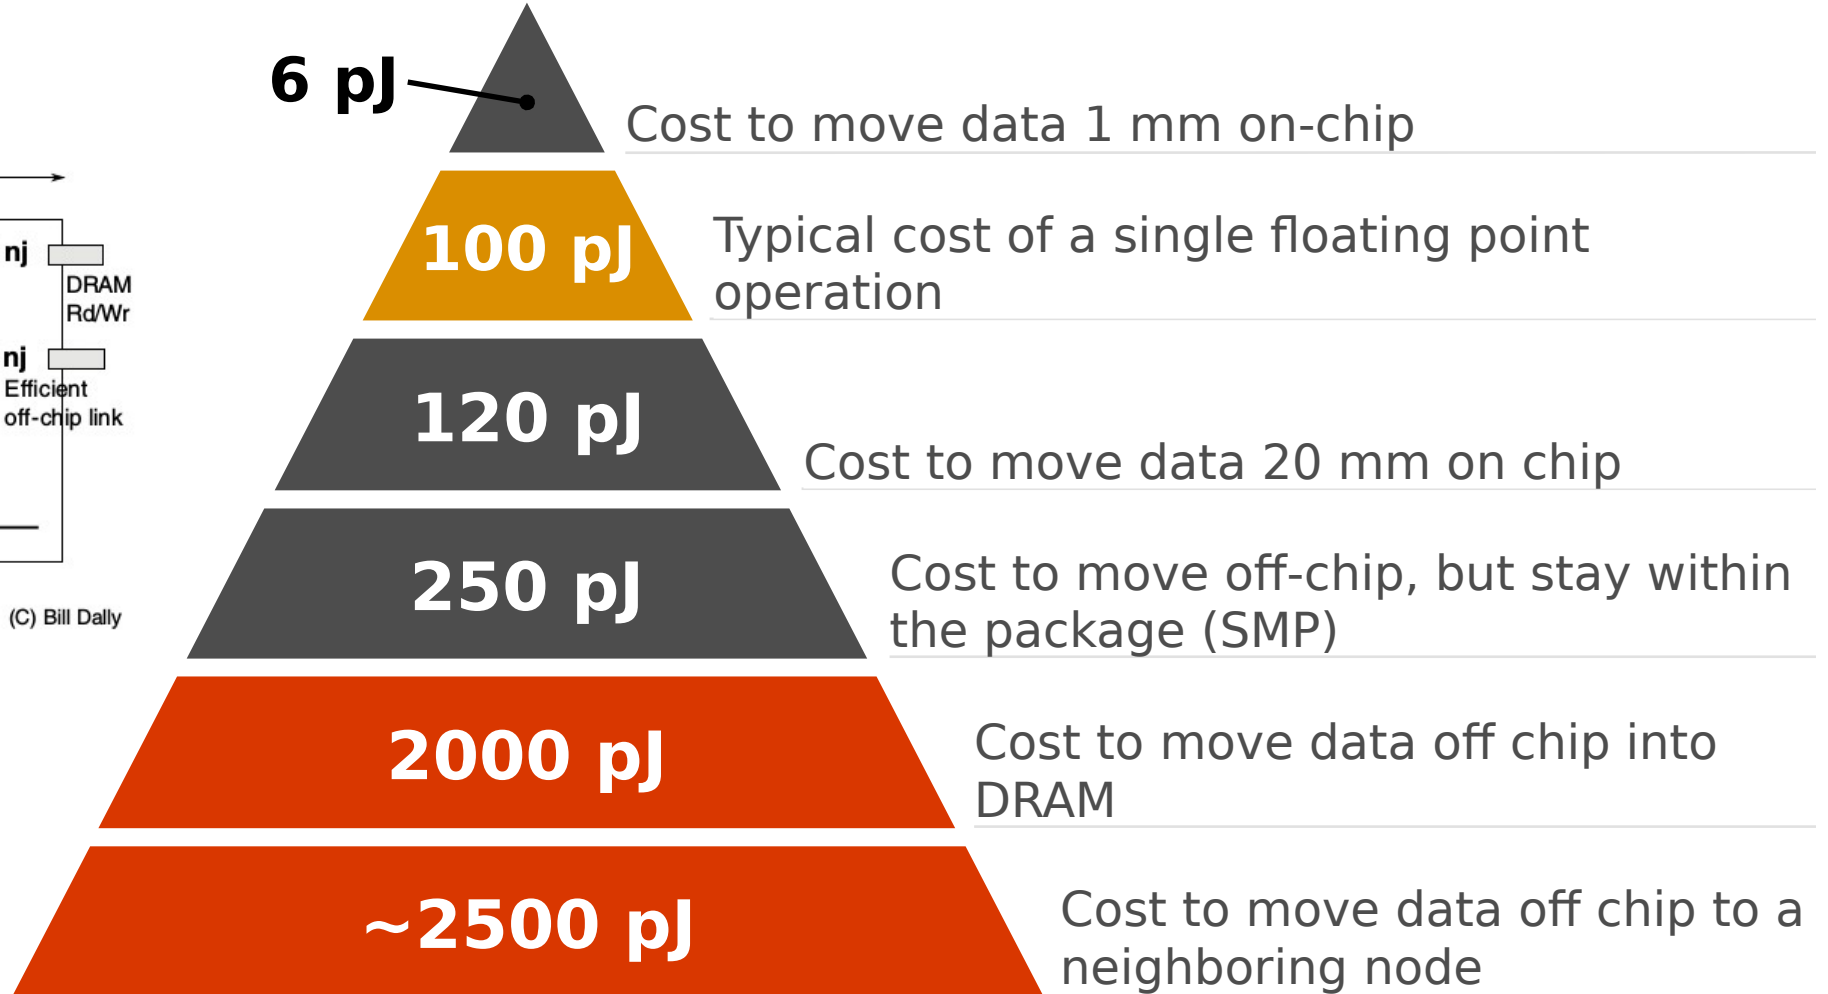 6 pJ
Cost to move data 1 mm on-chip
100 pJ
Typical cost of a single floating point
operation
120 pJ
Cost to move data 20 mm on chip
250 pJ
Cost to move off-chip, but stay within
the package (SMP)
2000 pJ
Cost to move data off chip into
DRAM
~2500 pJ
Cost to move data off chip to a
neighboring node
nj
DRAM
Rd/Wr
nj
Efficient
off-chip link
(C) Bill Dally